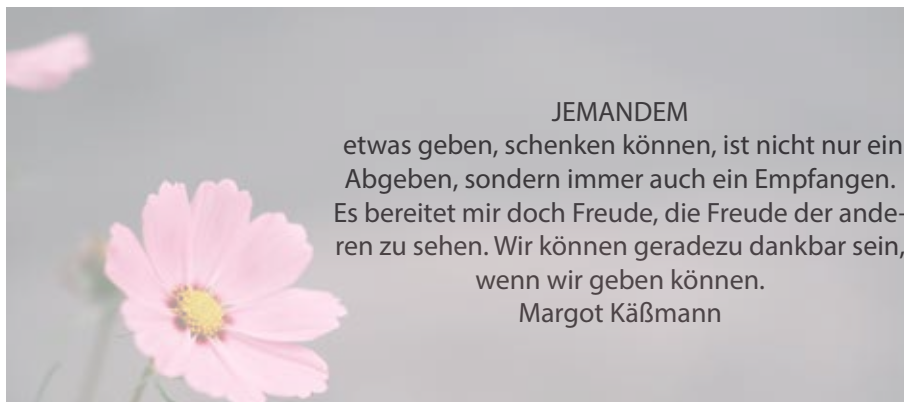 JEMANDEM
etwas geben, schenken können, ist nicht nur ein
Abgeben, sondern immer auch ein Empfangen.
Es bereitet mir doch Freude, die Freude der ande-
ren zu sehen. Wir können geradezu dankbar sein,
wenn wir geben können.
Margot Käßmann